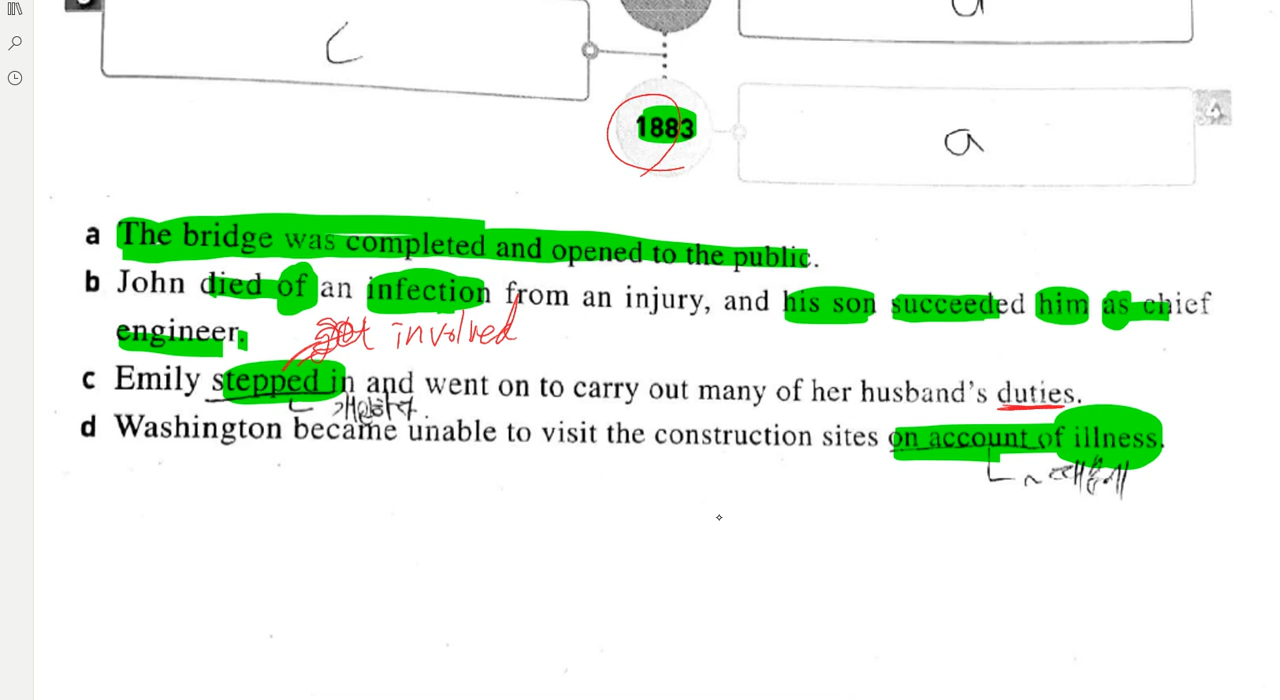 c
a
1883
a The bridge was completed and opened to the public.
b John died of an infection from an injury, and his son succeeded him as chief
engineer.
got involved
c Emily stepped in and went on to carry out many of her husband's duties.
개입하다.
d Washington became unable to visit the construction sites on account of illness.
~ 때문에